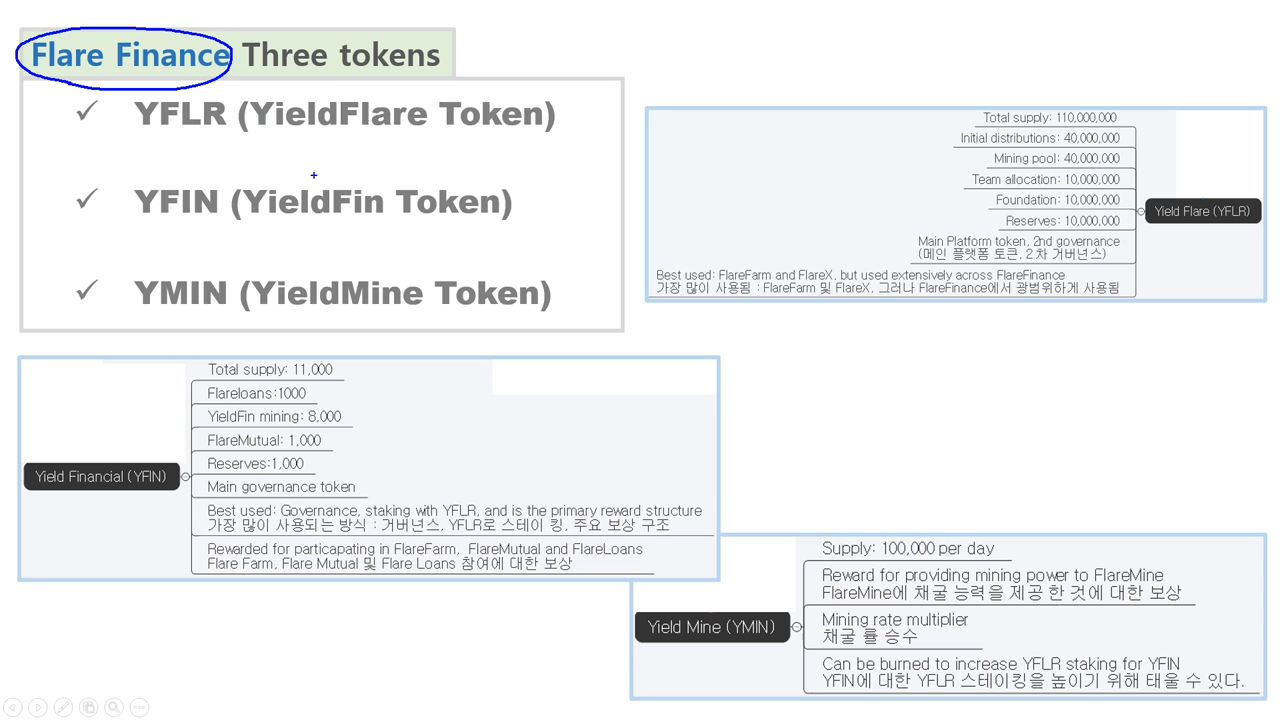 Flare Finance Three tokens
✓ YFLR (YieldFlare Token)
✓ YFIN (YieldFin Token)
✓ YMIN (YieldMine Token)
Total supply: 110,000,000
Initial distributions: 40,000,000
Mining pool: 40,000,000
Team allocation: 10,000,000
Foundation: 10,000,000
Reserves: 10,000,000
Main Platform token, 2nd governance
(메인 플랫폼 토큰, 2 차 거버넌스)
Best used: FlareFarm and FlareX, but used extensively across FlareFinance
가장 많이 사용됨 : FlareFarm 및 FlareX, 그러나 FlareFinance에서 광범위하게 사용됨
Yield Flare (YFLR)
Yield Financial (YFIN)
Total supply: 11,000
Flareloans:1000
YieldFin mining: 8,000
FlareMutual: 1,000
Reserves:1,000
Main governance token
Best used: Governance, staking with YFLR, and is the primary reward structure
가장 많이 사용되는 방식 : 거버넌스, YFLR로 스테이 킹, 주요 보상 구조
Rewarded for particapating in FlareFarm, FlareMutual and FlareLoans
Flare Farm, Flare Mutual 및 Flare Loans 참여에 대한 보상
Yield Mine (YMIN)
Supply: 100,000 per day
Reward for providing mining power to FlareMine
FlareMine에 채굴 능력을 제공 한 것에 대한 보상
Mining rate multiplier
채굴 률 승수
Can be burned to increase YFLR staking for YFIN
YFIN에 대한 YFLR 스테이킹을 높이기 위해 태울 수 있다.